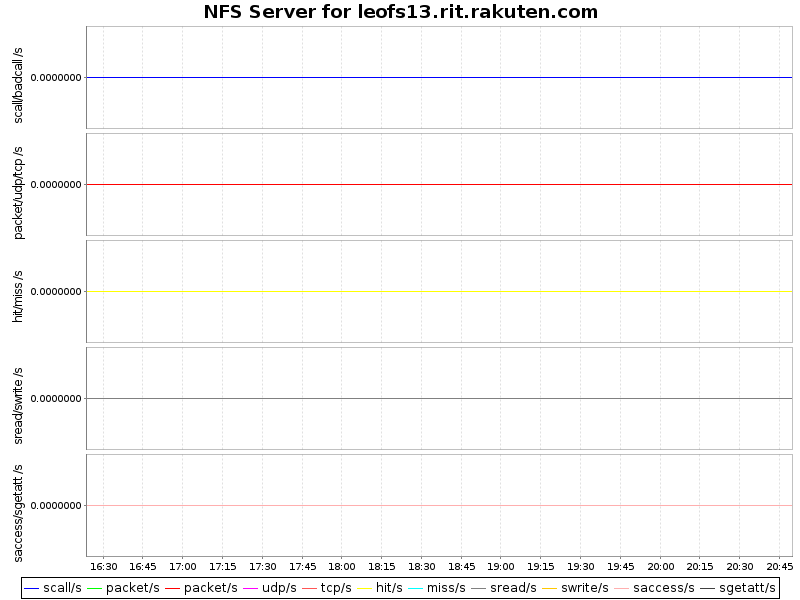 NFS Server for leofs13.rit.rakuten.com
scall/badcall /s
0.0000000
packet/udp/tcp /s
0.0000000
hit/miss /s
0.0000000
sread/swrite /s
0.0000000
saccess/sgetatt /s
0.0000000
16:30 16:45 17:00 17:15 17:30 17:45 18:00 18:15 18:30 18:45 19:00 19:15 19:30 19:45 20:00 20:15 20:30 20:45
scall/s packet/s packet/s udp/s tcp/s hit/s miss/s sread/s swrite/s saccess/s sgetatt/s